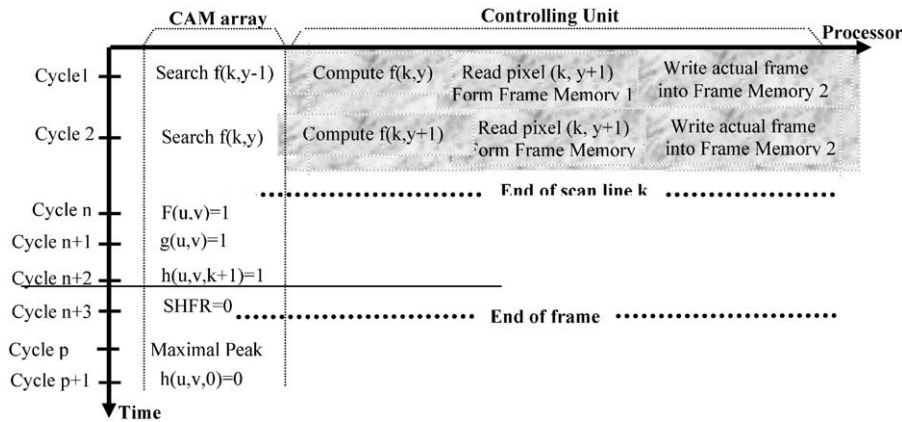 CAM array
Controlling Unit
Processor
Cycle1
Search f(k,y-1)
Compute f(k,y)
Read pixel (k, y+1)
Form Frame Memory 1
Write actual frame
into Frame Memory 2
Cycle 2
Search f(k,y)
Compute f(k,y+1)
Read pixel (k, y+1)
Form Frame Memory
Write actual frame
into Frame Memory 2
End of scan line k
Cycle n
F(u,v)=1
Cycle n+1
g(u,v)=1
Cycle n+2
h(u,v,k+1)=1
Cycle n+3
SHFR=0
End of frame
Cycle p
Maximal Peak
Cycle p+1
h(u,v,0)=0
Time